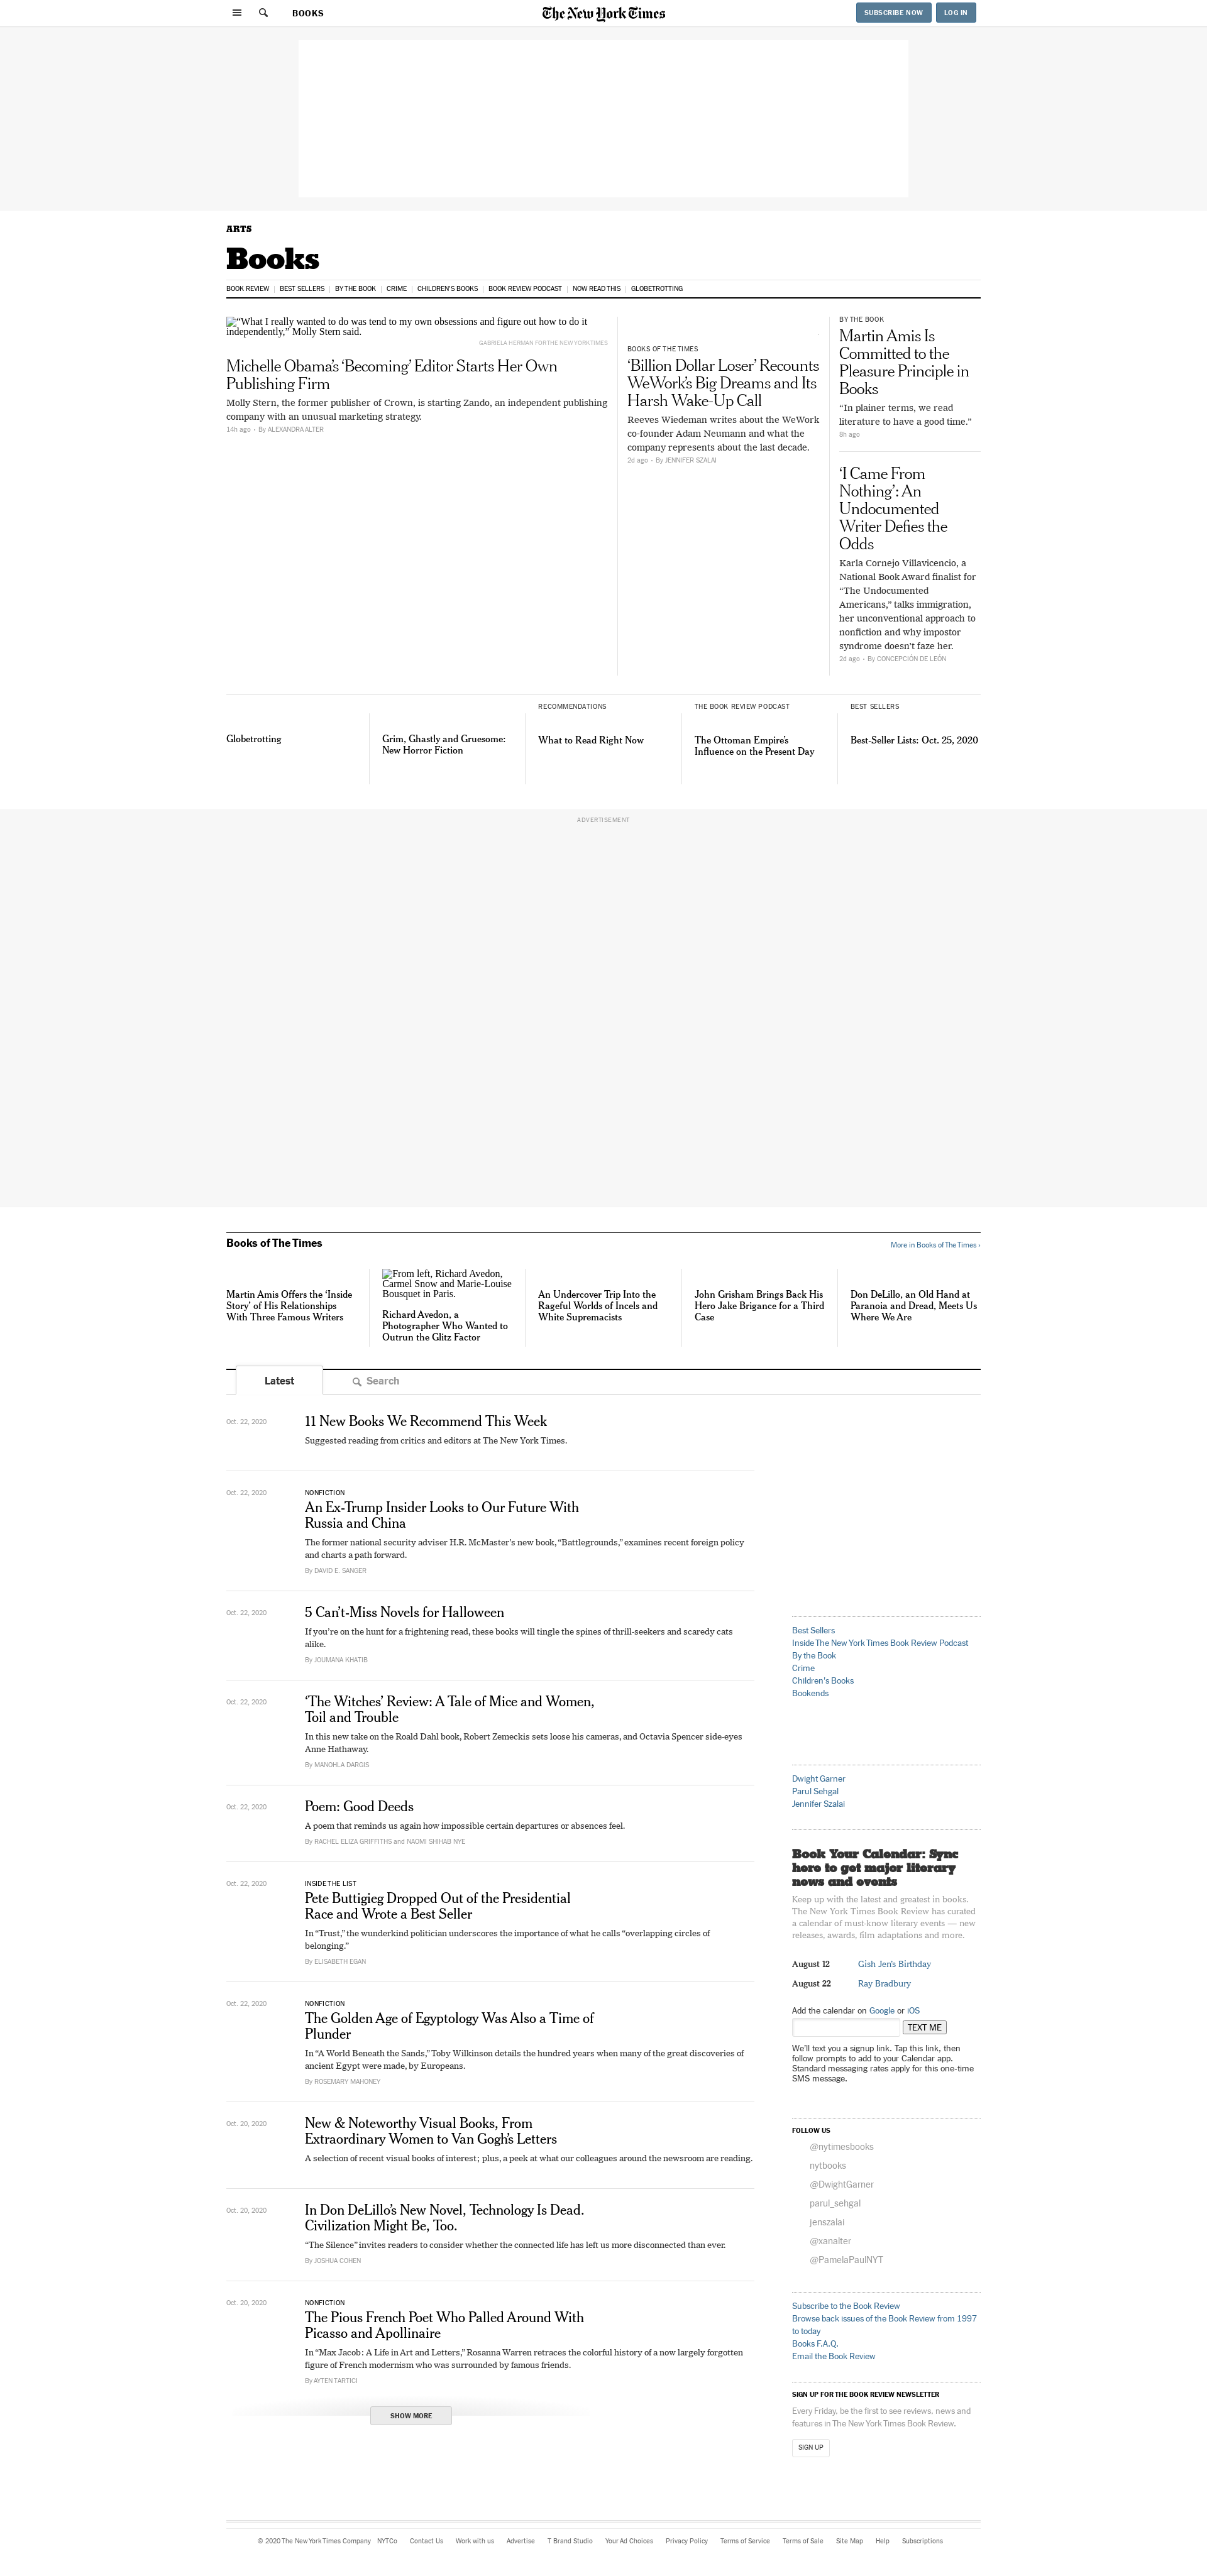 BOOKS
The New York Times
SUBSCRIBE NOW
LOG IN
ARTS
Books
BOOK REVIEW
BEST SELLERS
BY THE BOOK
CRIME
CHILDREN'S BOOKS
BOOK REVIEW PODCAST
NOW READ THIS
GLOBETROTTING
“What I really wanted to do was tend to my own obsessions and figure out how to do it
independently,” Molly Stern said.
GABRIELA HERMAN FOR THE NEW YORK TIMES
Michelle Obama’s ‘Becoming’ Editor Starts Her Own
Publishing Firm
Molly Stern, the former publisher of Crown, is starting Zando, an independent publishing
company with an unusual marketing strategy.
14h ago • By ALEXANDRA ALTER
BOOKS OF THE TIMES
‘Billion Dollar Loser’ Recounts
WeWork’s Big Dreams and Its
Harsh Wake-Up Call
Reeves Wiedeman writes about the WeWork
co-founder Adam Neumann and what the
company represents about the last decade.
2d ago • By JENNIFER SZALAI
BY THE BOOK
Martin Amis Is
Committed to the
Pleasure Principle in
Books
“In plainer terms, we read
literature to have a good time.”
8h ago
‘I Came From
Nothing’: An
Undocumented
Writer Defies the
Odds
Karla Cornejo Villavicencio, a
National Book Award finalist for
“The Undocumented
Americans,” talks immigration,
her unconventional approach to
nonfiction and why impostor
syndrome doesn’t faze her.
2d ago • By CONCEPCIÓN DE LEÓN
Globetrotting
Grim, Ghastly and Gruesome:
New Horror Fiction
RECOMMENDATIONS
What to Read Right Now
THE BOOK REVIEW PODCAST
The Ottoman Empire’s
Influence on the Present Day
BEST SELLERS
Best-Seller Lists: Oct. 25, 2020
ADVERTISEMENT
Books of The Times
More in Books of The Times ›
Martin Amis Offers the ‘Inside
Story’ of His Relationships
With Three Famous Writers
From left, Richard Avedon,
Carmel Snow and Marie-Louise
Bousquet in Paris.
Richard Avedon, a
Photographer Who Wanted to
Outrun the Glitz Factor
An Undercover Trip Into the
Rageful Worlds of Incels and
White Supremacists
John Grisham Brings Back His
Hero Jake Brigance for a Third
Case
Don DeLillo, an Old Hand at
Paranoia and Dread, Meets Us
Where We Are
Latest
Search
Oct. 22, 2020
11 New Books We Recommend This Week
Suggested reading from critics and editors at The New York Times.
Oct. 22, 2020
NONFICTION
An Ex-Trump Insider Looks to Our Future With
Russia and China
The former national security adviser H.R. McMaster’s new book, “Battlegrounds,” examines recent foreign policy
and charts a path forward.
By DAVID E. SANGER
Oct. 22, 2020
5 Can’t-Miss Novels for Halloween
If you’re on the hunt for a frightening read, these books will tingle the spines of thrill-seekers and scaredy cats
alike.
By JOUMANA KHATIB
Oct. 22, 2020
‘The Witches’ Review: A Tale of Mice and Women,
Toil and Trouble
In this new take on the Roald Dahl book, Robert Zemeckis sets loose his cameras, and Octavia Spencer side-eyes
Anne Hathaway.
By MANOHLA DARGIS
Oct. 22, 2020
Poem: Good Deeds
A poem that reminds us again how impossible certain departures or absences feel.
By RACHEL ELIZA GRIFFITHS and NAOMI SHIHAB NYE
Oct. 22, 2020
INSIDE THE LIST
Pete Buttigieg Dropped Out of the Presidential
Race and Wrote a Best Seller
In “Trust,” the wunderkind politician underscores the importance of what he calls “overlapping circles of
belonging.”
By ELISABETH EGAN
Oct. 22, 2020
NONFICTION
The Golden Age of Egyptology Was Also a Time of
Plunder
In “A World Beneath the Sands,” Toby Wilkinson details the hundred years when many of the great discoveries of
ancient Egypt were made, by Europeans.
By ROSEMARY MAHONEY
Oct. 20, 2020
New & Noteworthy Visual Books, From
Extraordinary Women to Van Gogh’s Letters
A selection of recent visual books of interest; plus, a peek at what our colleagues around the newsroom are reading.
Oct. 20, 2020
In Don DeLillo’s New Novel, Technology Is Dead.
Civilization Might Be, Too.
“The Silence” invites readers to consider whether the connected life has left us more disconnected than ever.
By JOSHUA COHEN
Oct. 20, 2020
NONFICTION
The Pious French Poet Who Palled Around With
Picasso and Apollinaire
In “Max Jacob: A Life in Art and Letters,” Rosanna Warren retraces the colorful history of a now largely forgotten
figure of French modernism who was surrounded by famous friends.
By AYTEN TARTICI
SHOW MORE
Best Sellers
Inside The New York Times Book Review Podcast
By the Book
Crime
Children's Books
Bookends
Dwight Garner
Parul Sehgal
Jennifer Szalai
Book Your Calendar: Sync
here to get major literary
news and events
Keep up with the latest and greatest in books.
The New York Times Book Review has curated
a calendar of must-know literary events — new
releases, awards, film adaptations and more.
August 12 Gish Jen's Birthday
August 22 Ray Bradbury
Add the calendar on Google or iOS
TEXT ME
We'll text you a signup link. Tap this link, then
follow prompts to add to your Calendar app.
Standard messaging rates apply for this one-time
SMS message.
FOLLOW US
@nytimesbooks
nytbooks
@DwightGarner
parul_sehgal
jenszalai
@xanalter
@PamelaPaulNYT
Subscribe to the Book Review
Browse back issues of the Book Review from 1997
to today
Books F.A.Q.
Email the Book Review
SIGN UP FOR THE BOOK REVIEW NEWSLETTER
Every Friday, be the first to see reviews, news and
features in The New York Times Book Review.
SIGN UP
© 2020 The New York Times Company NYTCo Contact Us Work with us Advertise T Brand Studio Your Ad Choices Privacy Policy Terms of Service Terms of Sale Site Map Help Subscriptions